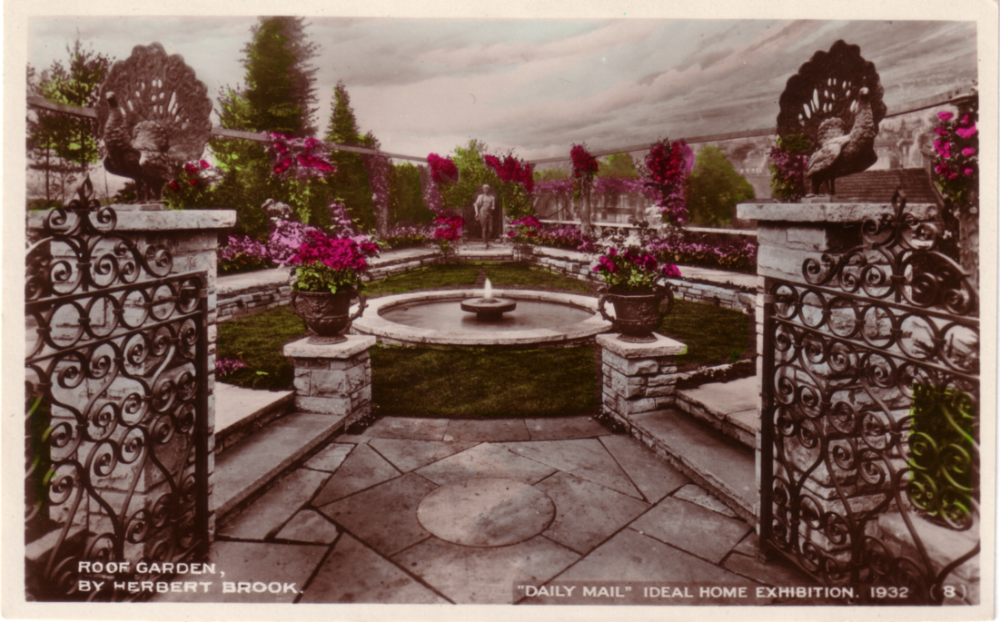 ROOF GARDEN,
BY HERBERT BROOK.
"DAILY MAIL" IDEAL HOME EXHIBITION. 1932 (8)